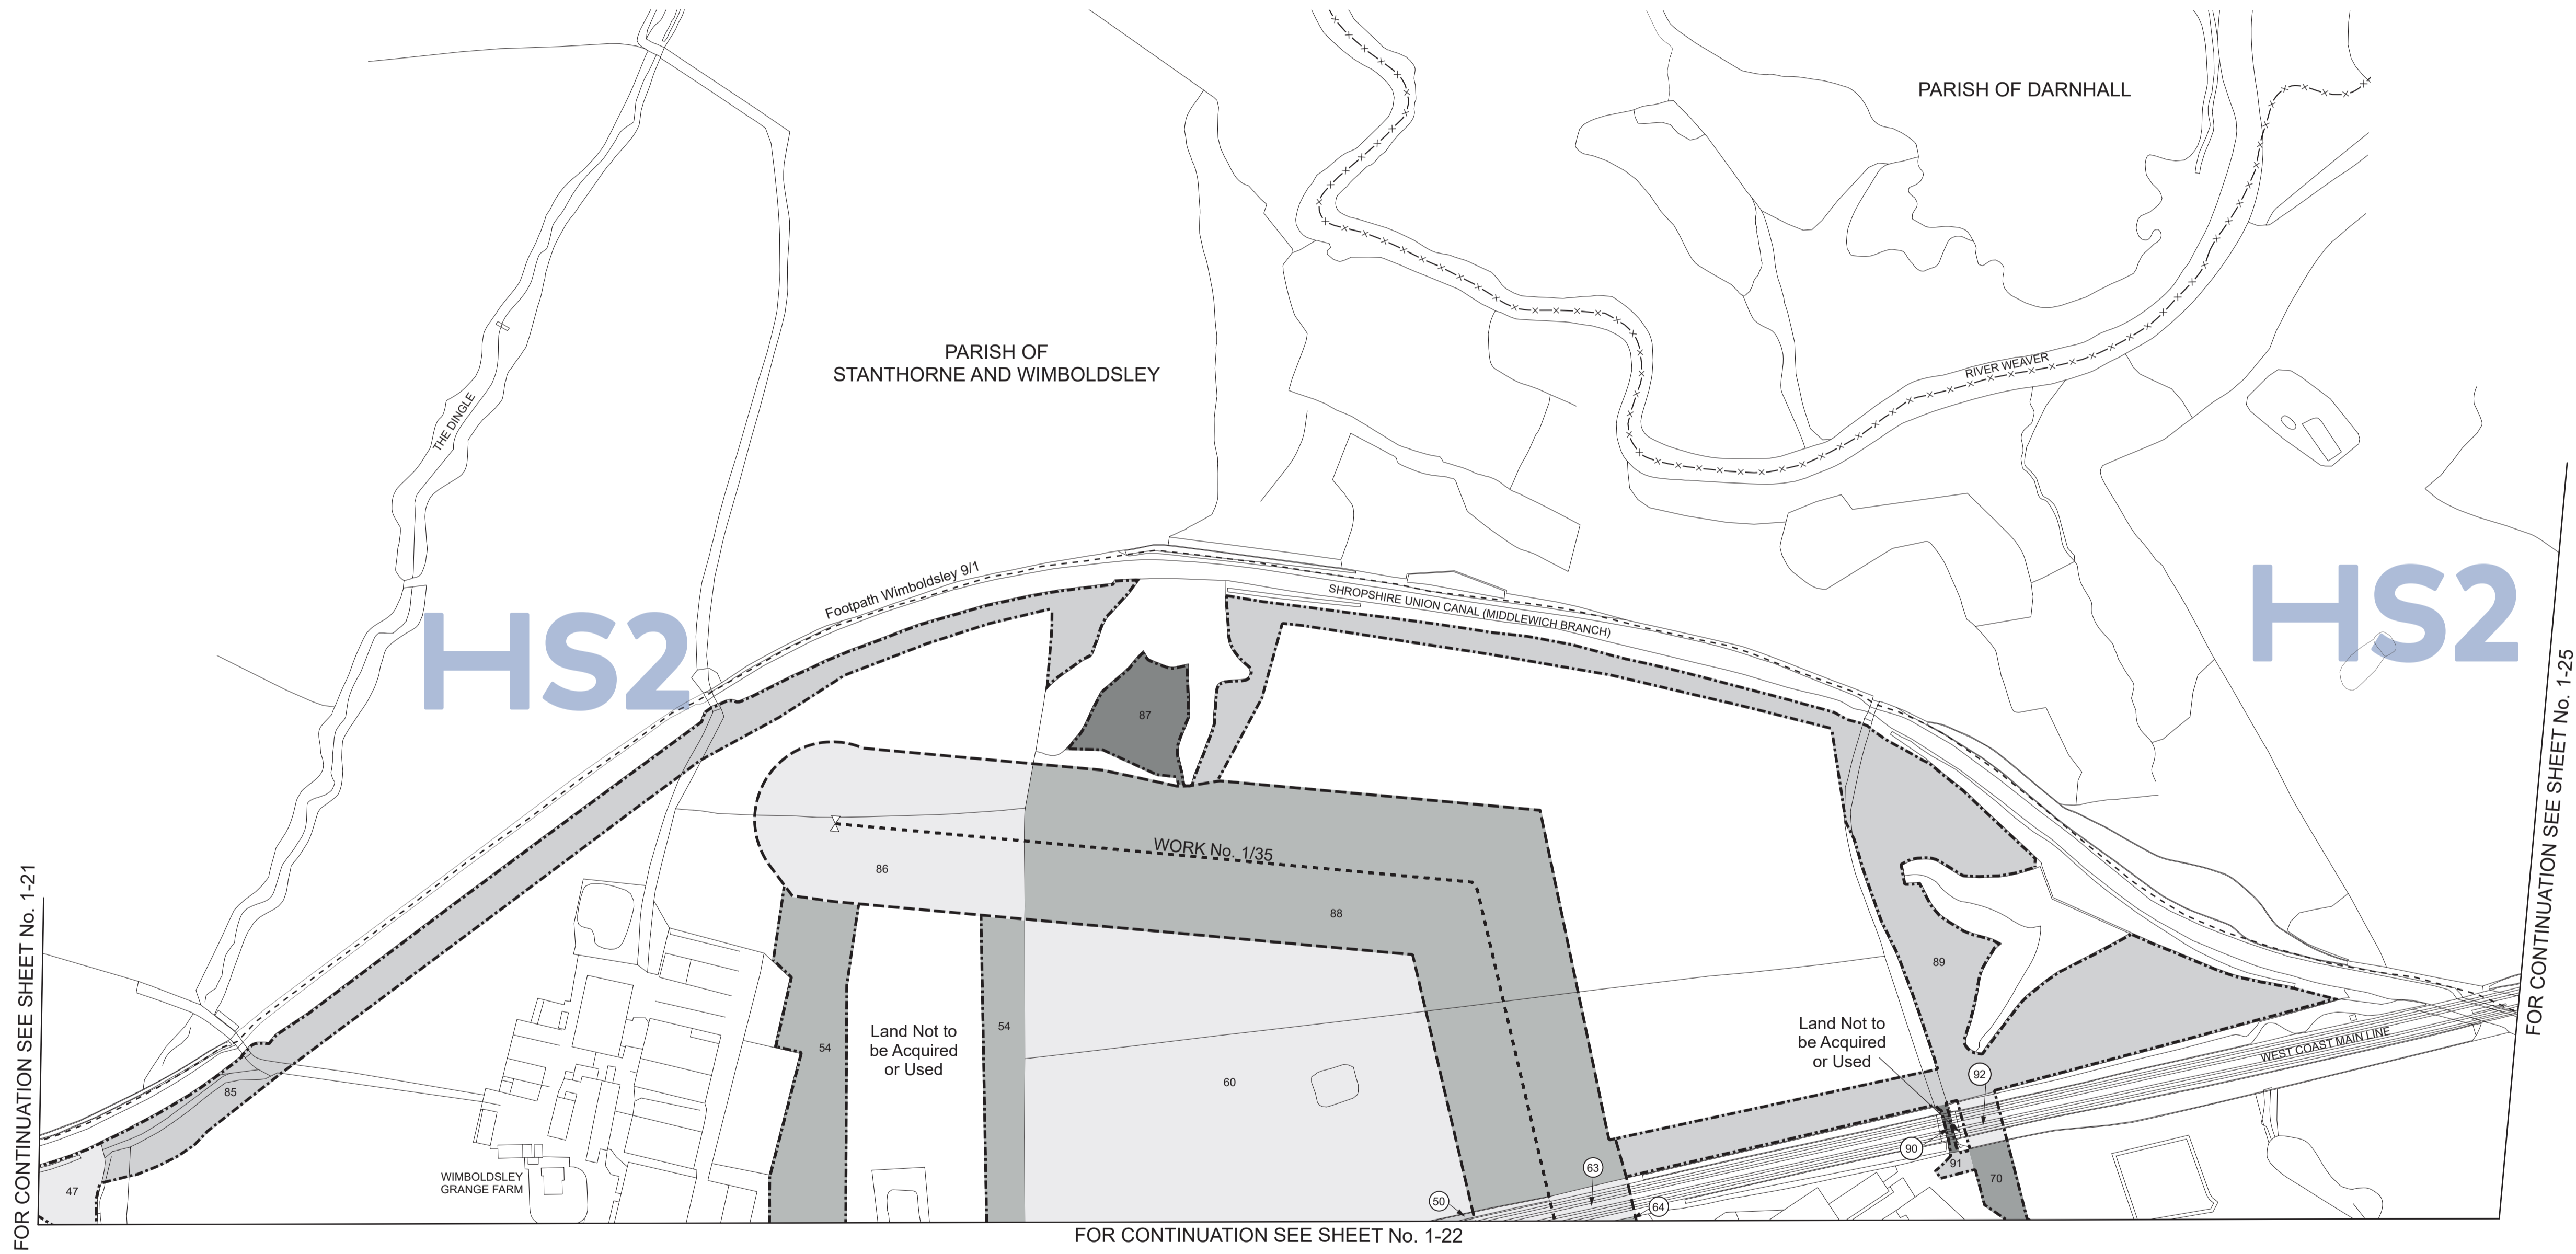 PARISH OF DARNHALL
PARISH OF
STANTHORNE AND WIMBOLDSLEY
RIVER WEAVER
THE DINGLE
Footpath Wimboldsley 9/1
SHROPSHIRE UNION CANAL (MIDDLEWICH BRANCH)
HS2
HS2
FOR CONTINUATION SEE SHEET No. 1-25
87
WORK No. 1/35
86
88
FOR CONTINUATION SEE SHEET No. 1-21
89
54
54
Land Not to
be Acquired
or Used
Land Not to
be Acquired
or Used
WEST COAST MAIN LINE
85
60
92
90
91
63
70
47
WIMBOLDSLEY
GRANGE FARM
50
64
FOR CONTINUATION SEE SHEET No. 1-22